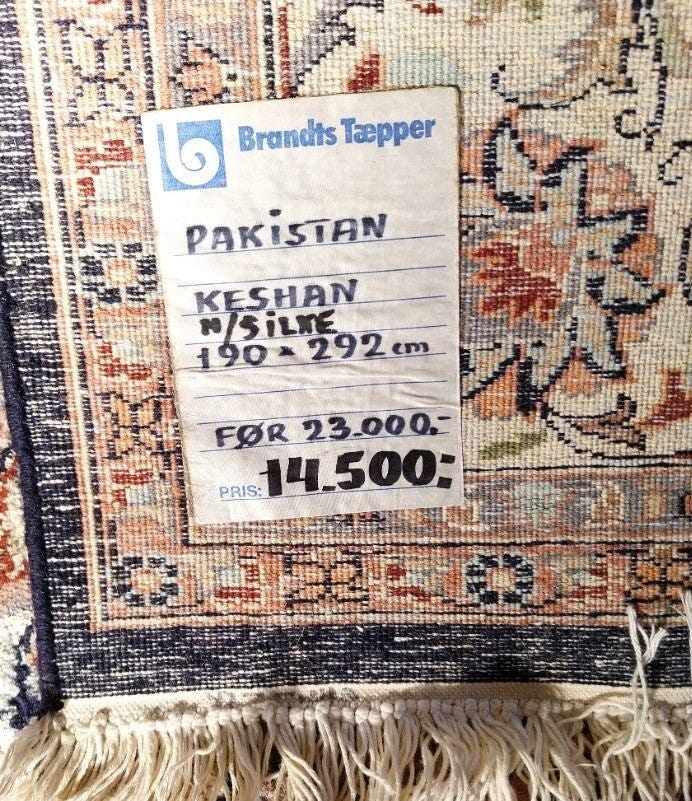 Brandts Tæpper
PAKISTAN
KESHAN
M/SILKE
190 x 292 cm
FØR 23.000.-
PRIS: 14.500:-